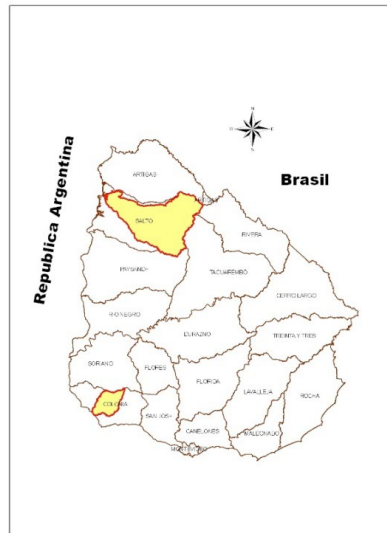 N
E
Republica Argentina
Brasil
ARTIGAS
SALTO
RIVERA
PAYSANDU
TACUAREMBO
CERRO LARGO
RIO NEGRO
DURAZNO
TREINTA Y TRES
SORIANO
FLORES
FLORIDA
LAVALLEJA
ROCHA
COLONIA
SAN JOSE
CANELONES
MALDONADO
MONTEVIDEO